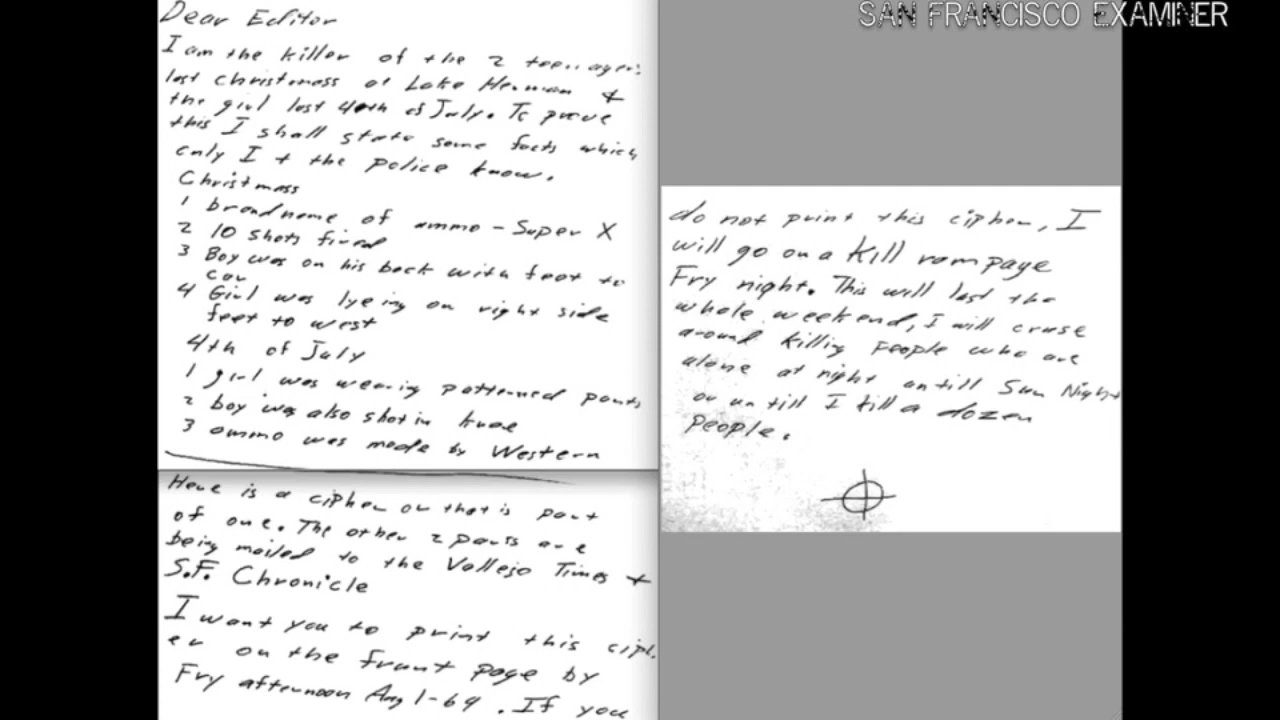 SAN FRANCISCO EXAMINER
Dear Editor
I am the killer of the 2 teenagers
last christmass at Lake Herman &
the girl last 4th of July. To prove
this I shall state some facts which
only I + the police know.
Christmass
1 brand name of ammo - Super X
2 10 shots fired
3 Boy was on his back with feet to
car
4 Girl was lyeing on right side
feet to west
4th of July
1 girl was wearing patterned pants
2 boy was also shot in knee
3 ammo was made by Western
Here is a cipher or that is part
of one. The other 2 parts are
being mailed to the Vallejo Times +
S.F. Chronicle
I want you to print this ciph
er on the front page by
Fry afternoon Aug 1-69. If you
do not print this cipher, I
will go on a kill rampage
Fry night. This will last the
whole weekend, I will cruse
around killing people who are
alone at night untill Sun Night
or untill I kill a dozen
people.